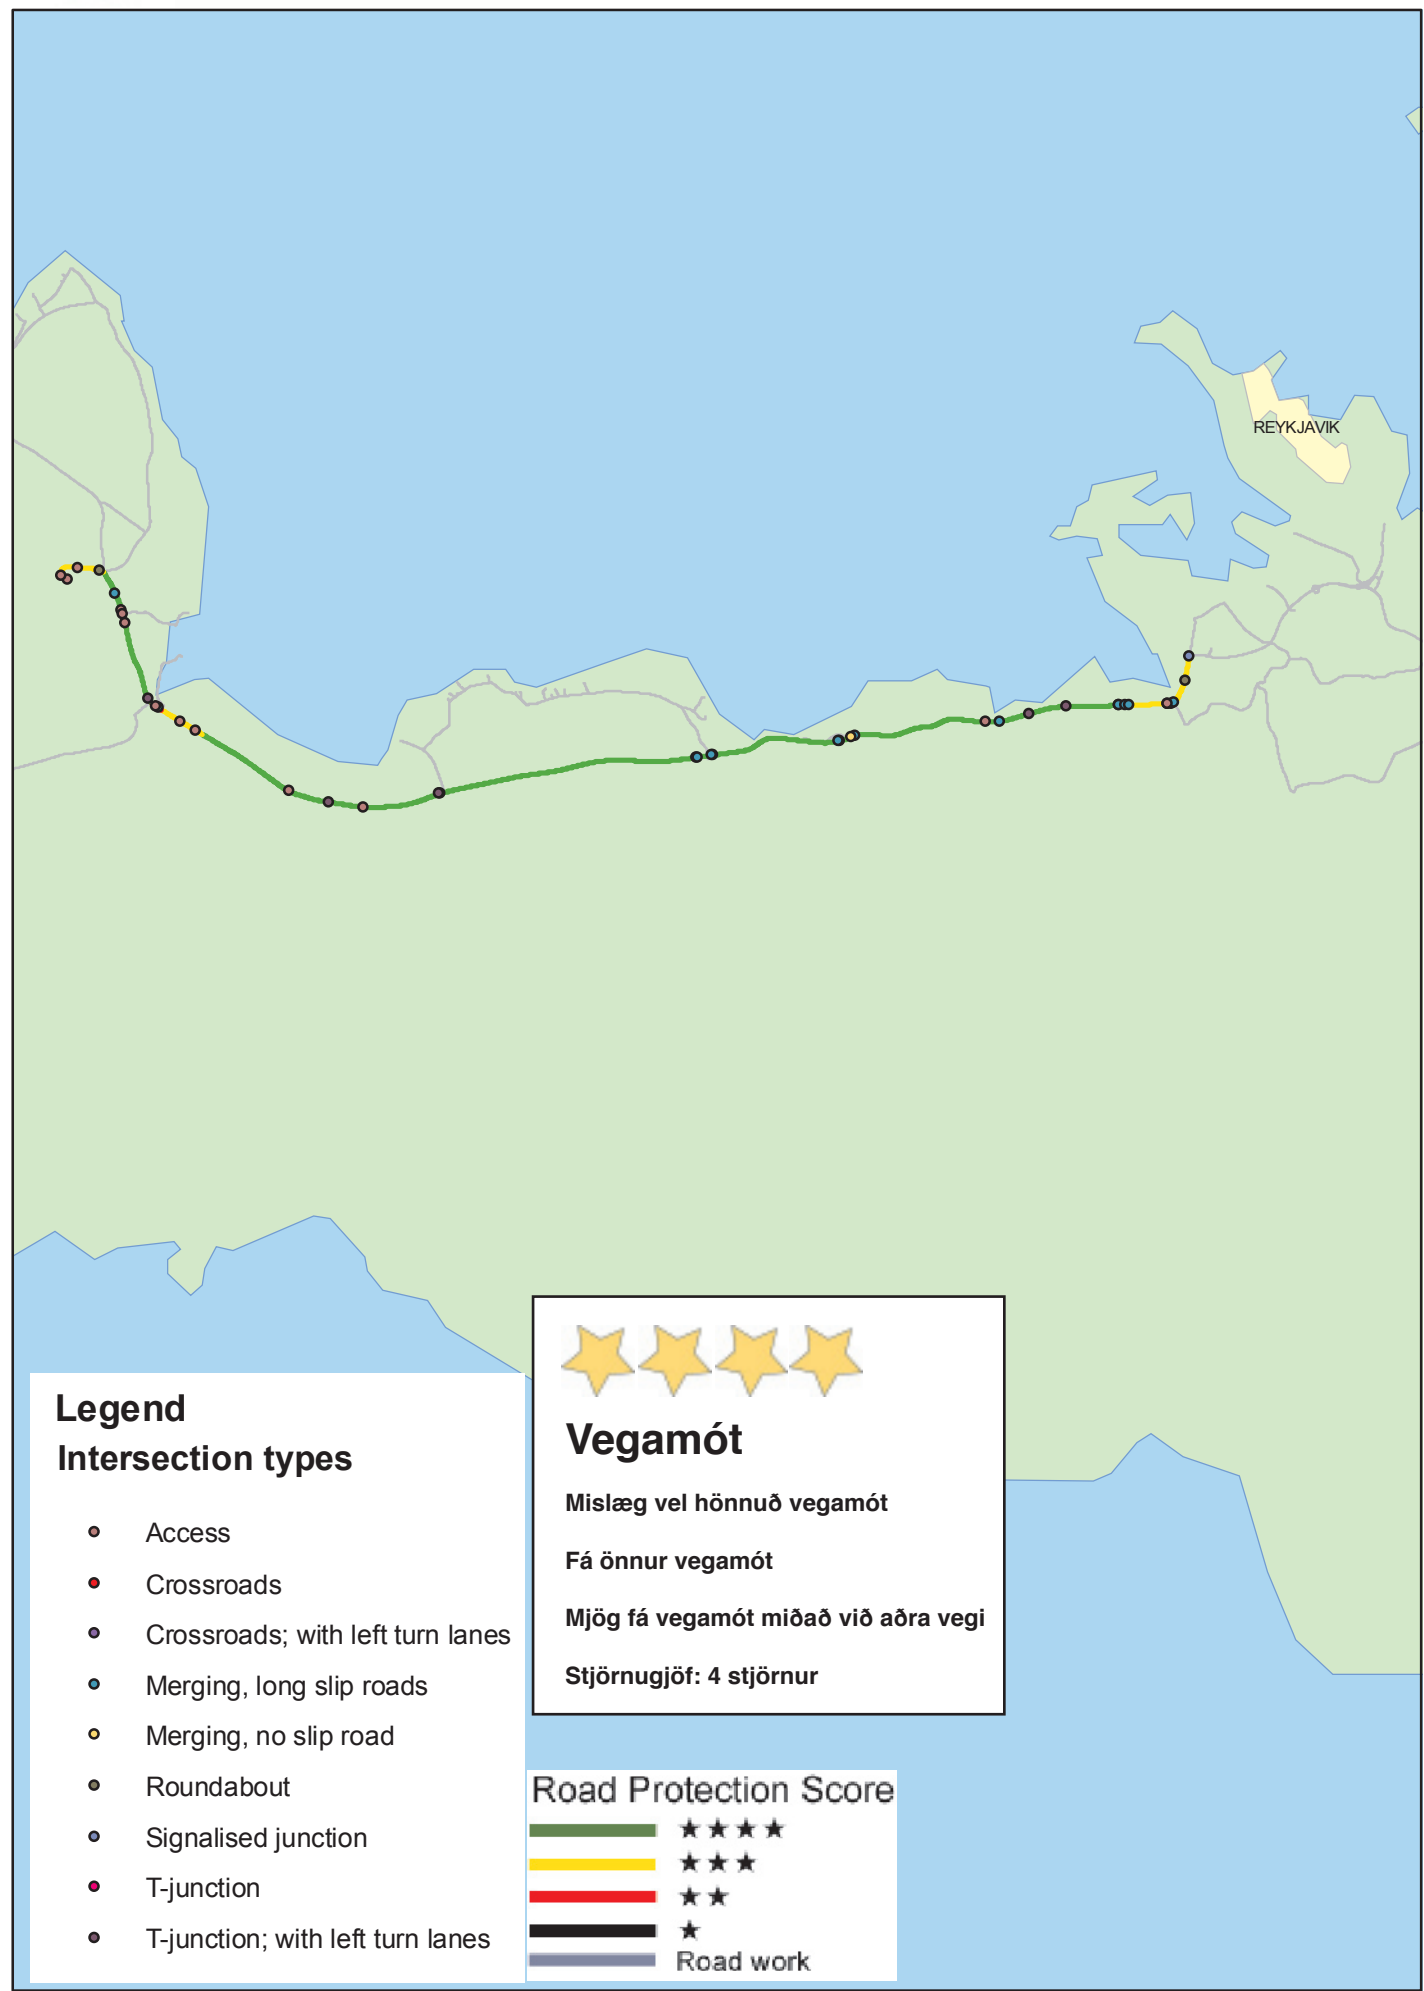 REYKJAVIK
Legend
Intersection types
Access
Crossroads
Crossroads; with left turn lanes
Merging, long slip roads
Merging, no slip road
Roundabout
Signalised junction
T-junction
T-junction; with left turn lanes
Vegamót
Mislæg vel hönnuð vegamót
Fá önnur vegamót
Mjög fá vegamót miðað við aðra vegi
Stjörnugjöf: 4 stjörnur
Road Protection Score
★★★★
★★★
★★
★
Road work